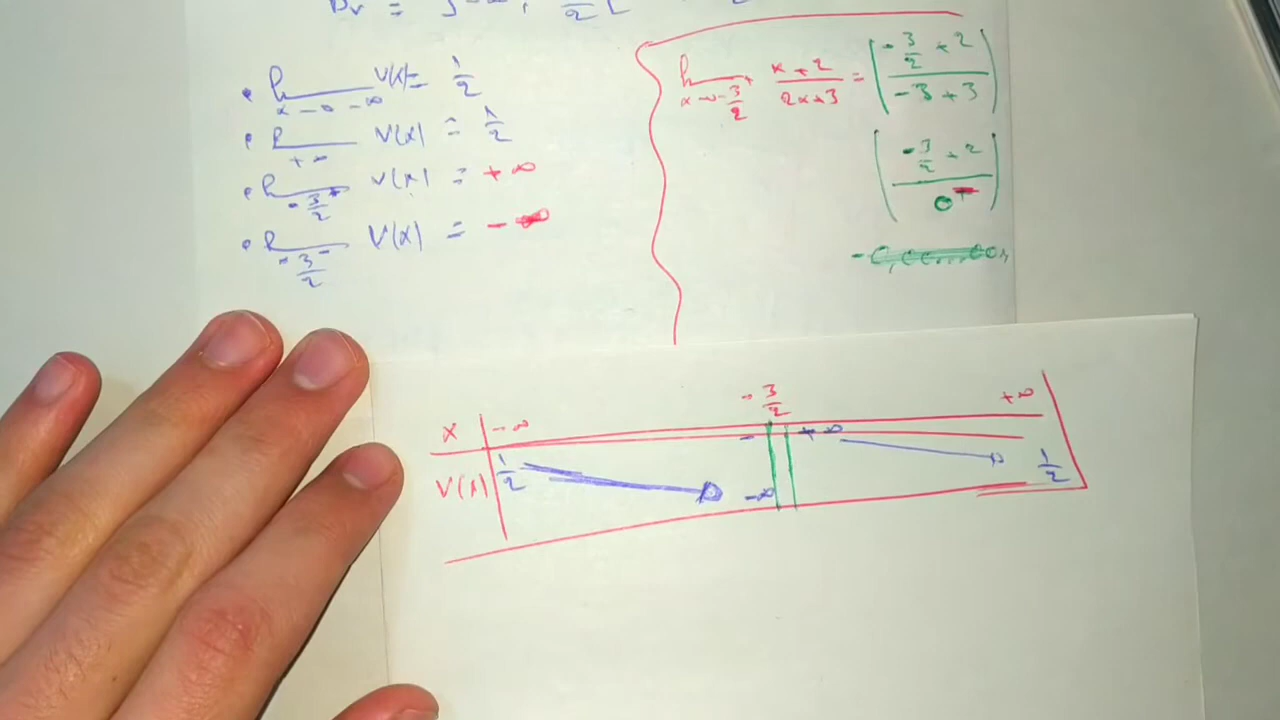 Dv = ]-∞, 
• lim x→-∞ V(x) = 1/2
• lim +∞ V(x) = 1/2
• lim -3/2⁺ V(x) = +∞
• lim -3/2⁻ V(x) = -∞
lim x→-3/2⁺ x+2/2x+3 = (-3/2+2/-3+3)
(-3/2+2/0⁺)
x -∞ -3/2 +∞
V(x) 1/2 -∞ +∞ 1/2